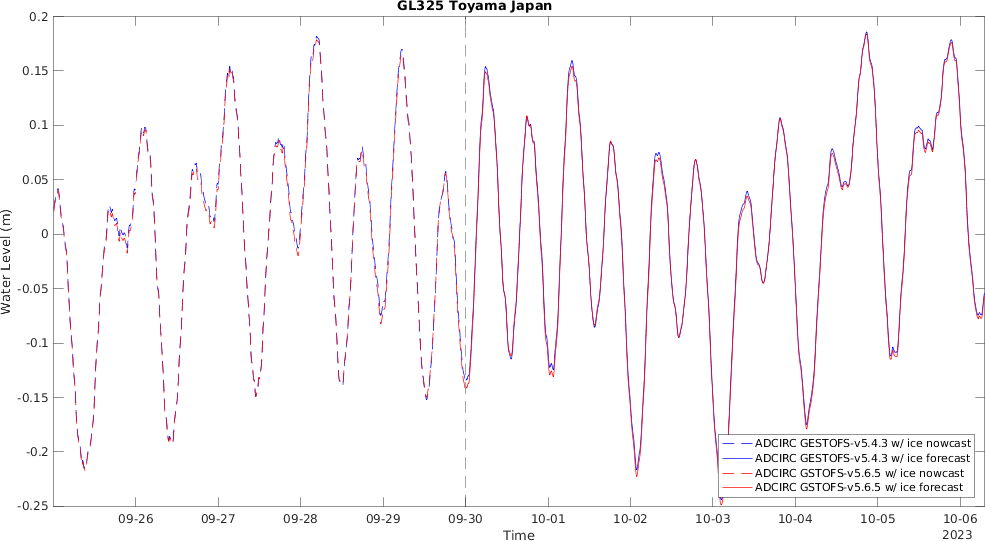 GL325 Toyama Japan
0.2
0.15
0.1
0.05
0
-0.05
-0.1
-0.15
-0.2
-0.25
Water Level (m)
ADCIRC GESTOFS-v5.4.3 w/ ice nowcast
ADCIRC GESTOFS-v5.4.3 w/ ice forecast
ADCIRC GSTOFS-v5.6.5 w/ ice nowcast
ADCIRC GSTOFS-v5.6.5 w/ ice forecast
09-26 09-27 09-28 09-29 09-30 10-01 10-02 10-03 10-04 10-05 10-06
Time
2023